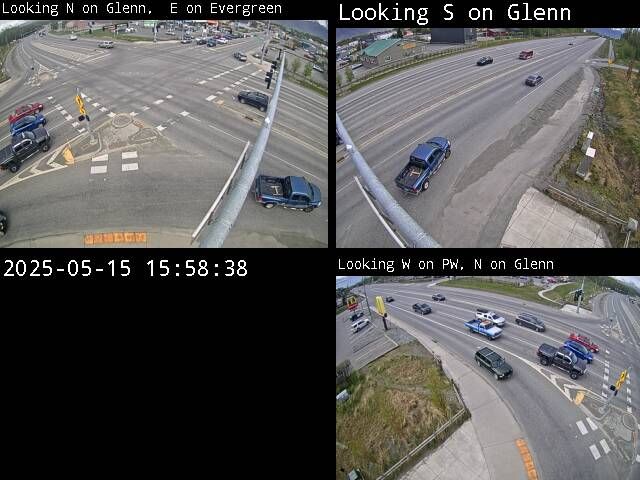 Looking N on Glenn,  E on Evergreen
Looking S on Glenn
2025-05-15 15:58:38
Looking W on PW, N on Glenn